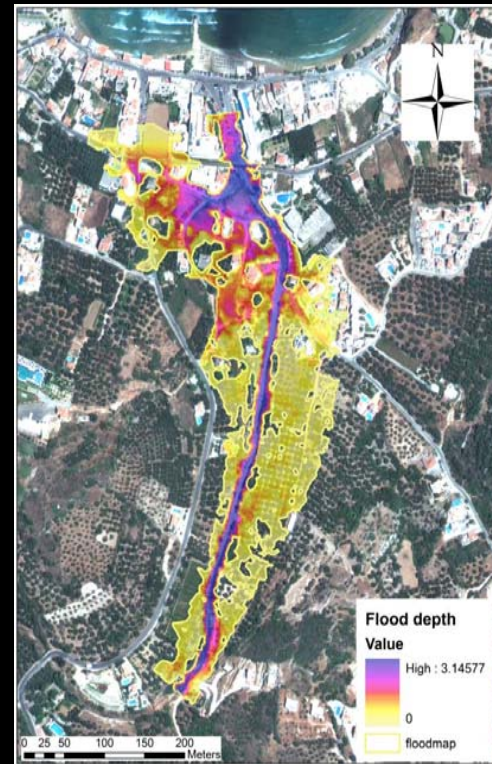 N
Flood depth
Value
High : 3.14577
0
floodmap
0 25 50 100 150 200
Meters